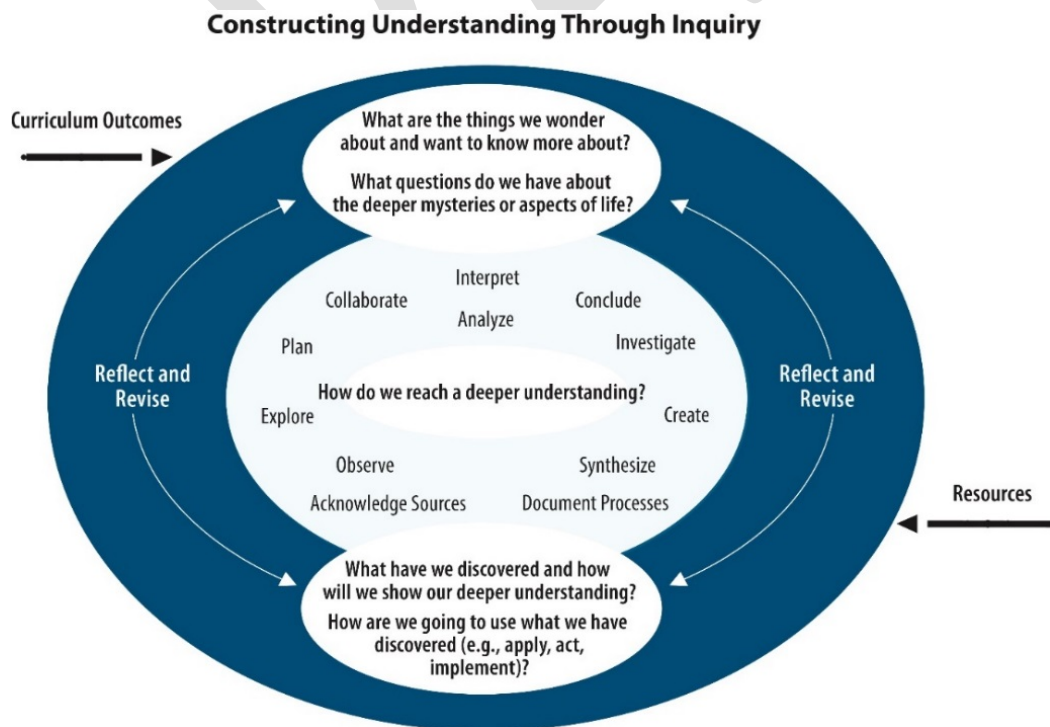 Constructing Understanding Through Inquiry
Curriculum Outcomes
What are the things we wonder
about and want to know more about?
What questions do we have about
the deeper mysteries or aspects of life?
Interpret
Collaborate
Conclude
Analyze
Plan
Investigate
Reflect and
Revise
How do we reach a deeper understanding?
Reflect and
Revise
Explore
Create
Observe
Synthesize
Acknowledge Sources
Document Processes
Resources
What have we discovered and how
will we show our deeper understanding?
How are we going to use what we have
discovered (e.g., apply, act,
implement)?